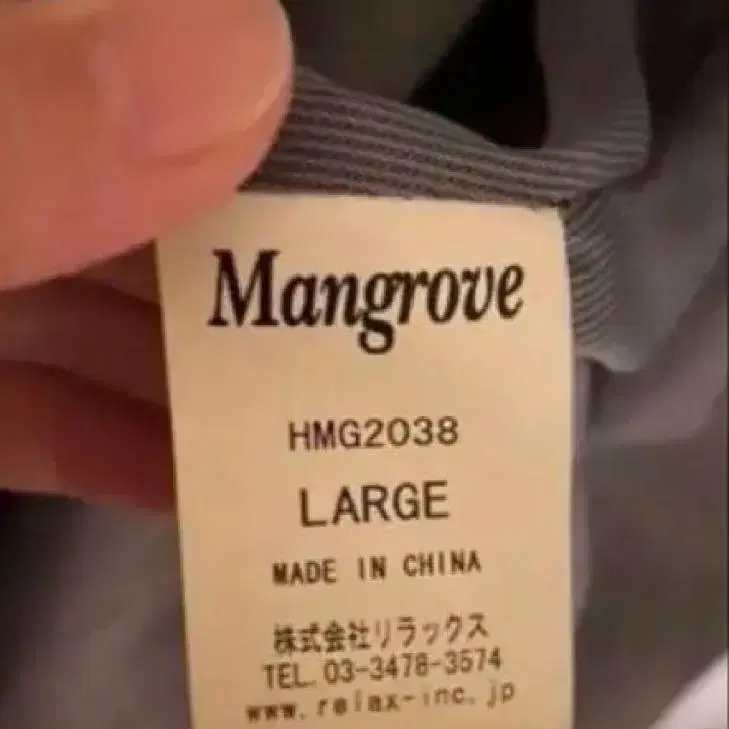 Mangrove
HMG2038
LARGE
MADE IN CHINA
株式会社リラックス
TEL. 03-3478-3574
www.relax-inc.jp